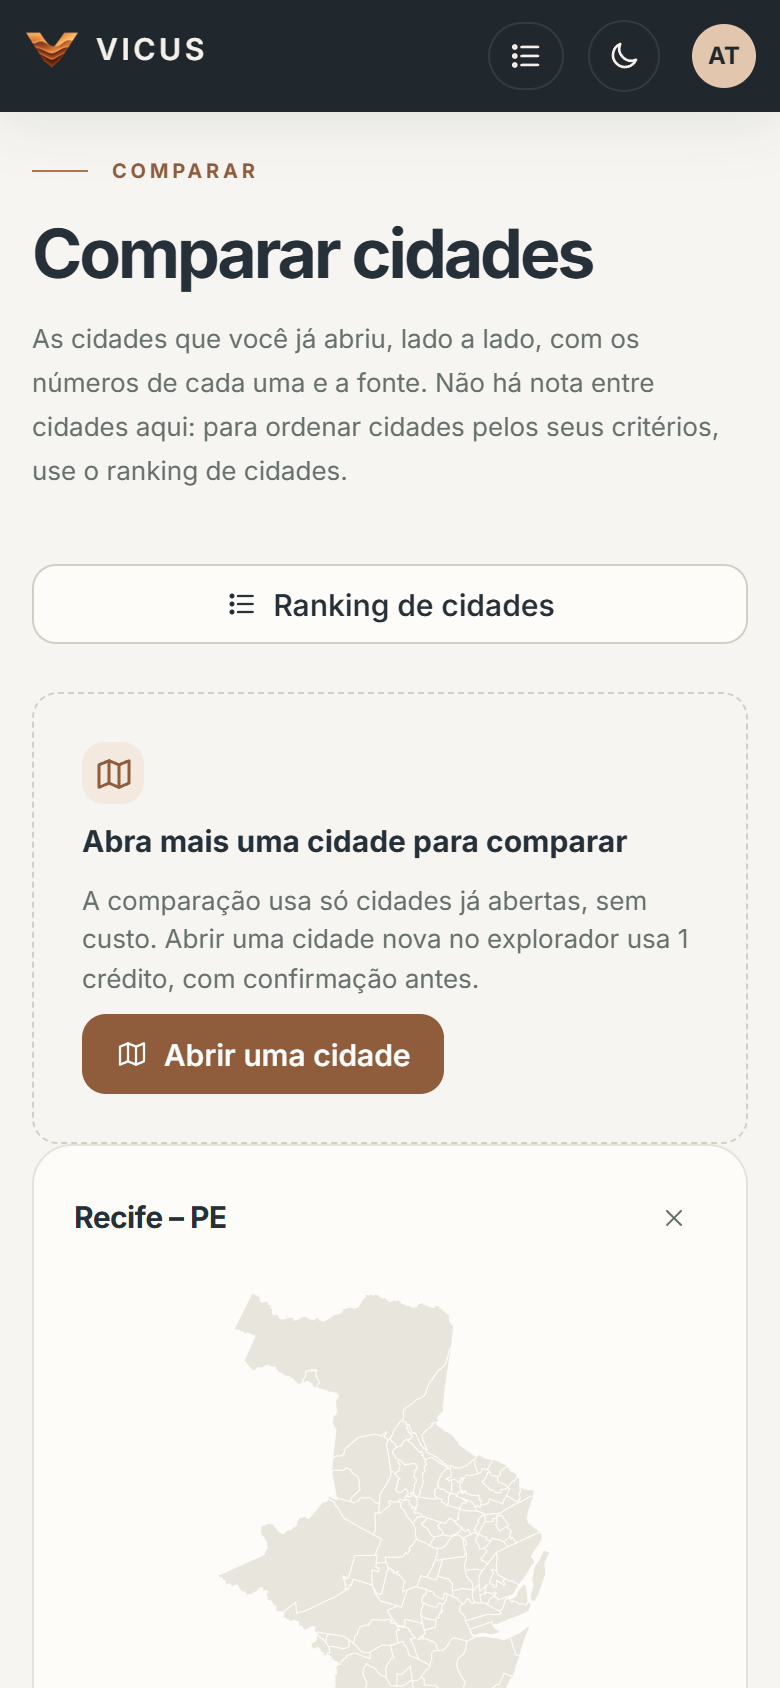 VICUS
AT
COMPARAR
Comparar cidades
As cidades que você já abriu, lado a lado, com os
números de cada uma e a fonte. Não há nota entre
cidades aqui: para ordenar cidades pelos seus critérios,
use o ranking de cidades.
Ranking de cidades
Abra mais uma cidade para comparar
A comparação usa só cidades já abertas, sem
custo. Abrir uma cidade nova no explorador usa 1
crédito, com confirmação antes.
Abrir uma cidade
Recife – PE